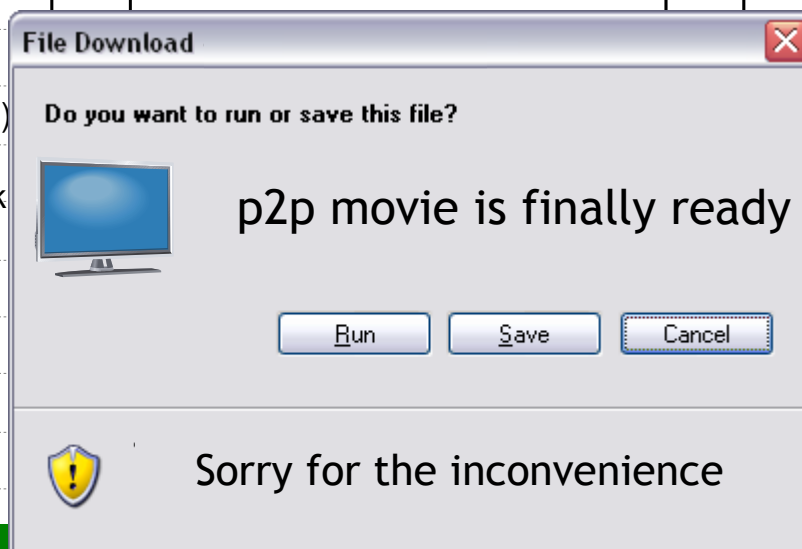 File Download
Do you want to run or save this file?
)
k
p2p movie is finally ready
Run
Save
Cancel
Sorry for the inconvenience